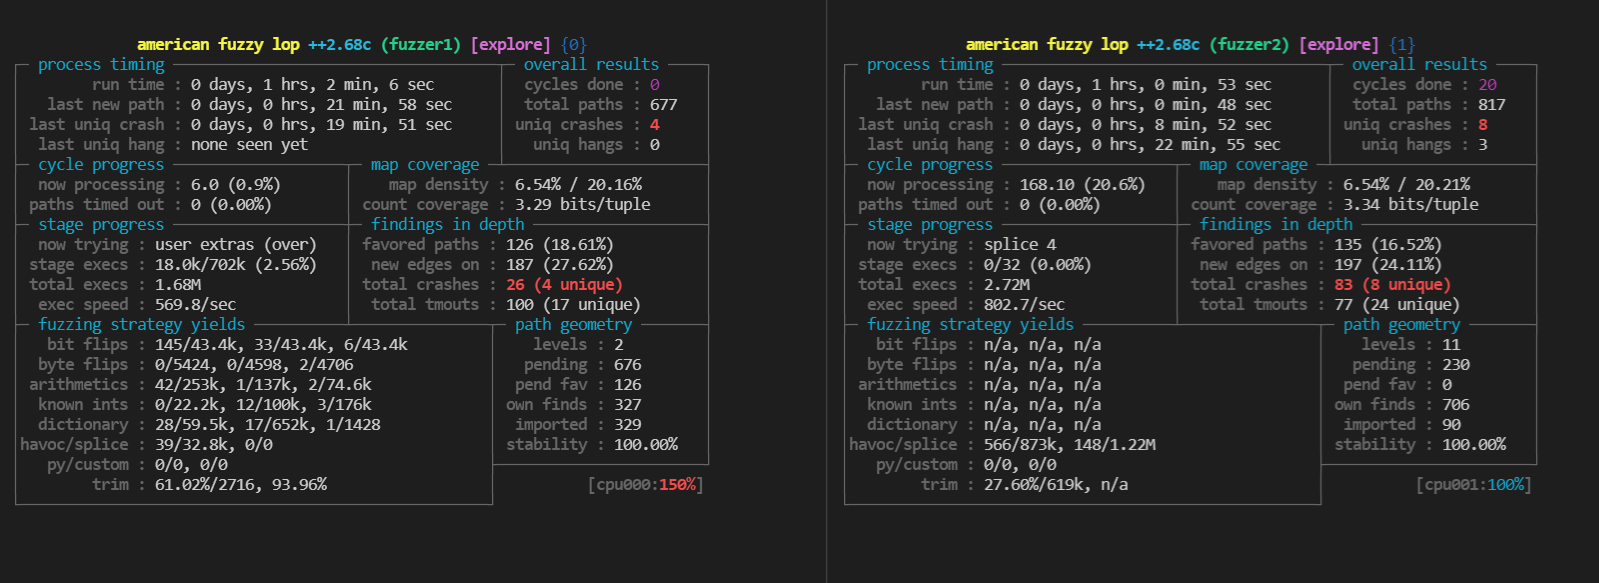 american fuzzy lop ++2.68c (fuzzer1) [explore] {0}
process timing
overall results
run time : 0 days, 1 hrs, 2 min, 6 sec
cycles done : 0
last new path : 0 days, 0 hrs, 21 min, 58 sec
total paths : 677
last uniq crash : 0 days, 0 hrs, 19 min, 51 sec
uniq crashes : 4
last uniq hang : none seen yet
uniq hangs : 0
cycle progress
map coverage
now processing : 6.0 (0.9%)
map density : 6.54% / 20.16%
paths timed out : 0 (0.00%)
count coverage : 3.29 bits/tuple
stage progress
findings in depth
now trying : user extras (over)
favored paths : 126 (18.61%)
stage execs : 18.0k/702k (2.56%)
new edges on : 187 (27.62%)
total execs : 1.68M
total crashes : 26 (4 unique)
exec speed : 569.8/sec
total tmouts : 100 (17 unique)
fuzzing strategy yields
path geometry
bit flips : 145/43.4k, 33/43.4k, 6/43.4k
levels : 2
byte flips : 0/5424, 0/4598, 2/4706
pending : 676
arithmetics : 42/253k, 1/137k, 2/74.6k
pend fav : 126
known ints : 0/22.2k, 12/100k, 3/176k
own finds : 327
dictionary : 28/59.5k, 17/652k, 1/1428
imported : 329
havoc/splice : 39/32.8k, 0/0
stability : 100.00%
py/custom : 0/0, 0/0
trim : 61.02%/2716, 93.96%
[cpu000:150%]
american fuzzy lop ++2.68c (fuzzer2) [explore] {1}
process timing
overall results
run time : 0 days, 1 hrs, 0 min, 53 sec
cycles done : 20
last new path : 0 days, 0 hrs, 0 min, 48 sec
total paths : 817
last uniq crash : 0 days, 0 hrs, 8 min, 52 sec
uniq crashes : 8
last uniq hang : 0 days, 0 hrs, 22 min, 55 sec
uniq hangs : 3
cycle progress
map coverage
now processing : 168.10 (20.6%)
map density : 6.54% / 20.21%
paths timed out : 0 (0.00%)
count coverage : 3.34 bits/tuple
stage progress
findings in depth
now trying : splice 4
favored paths : 135 (16.52%)
stage execs : 0/32 (0.00%)
new edges on : 197 (24.11%)
total execs : 2.72M
total crashes : 83 (8 unique)
exec speed : 802.7/sec
total tmouts : 77 (24 unique)
fuzzing strategy yields
path geometry
bit flips : n/a, n/a, n/a
levels : 11
byte flips : n/a, n/a, n/a
pending : 230
arithmetics : n/a, n/a, n/a
pend fav : 0
known ints : n/a, n/a, n/a
own finds : 706
dictionary : n/a, n/a, n/a
imported : 90
havoc/splice : 566/873k, 148/1.22M
stability : 100.00%
py/custom : 0/0, 0/0
trim : 27.60%/619k, n/a
[cpu001:100%]